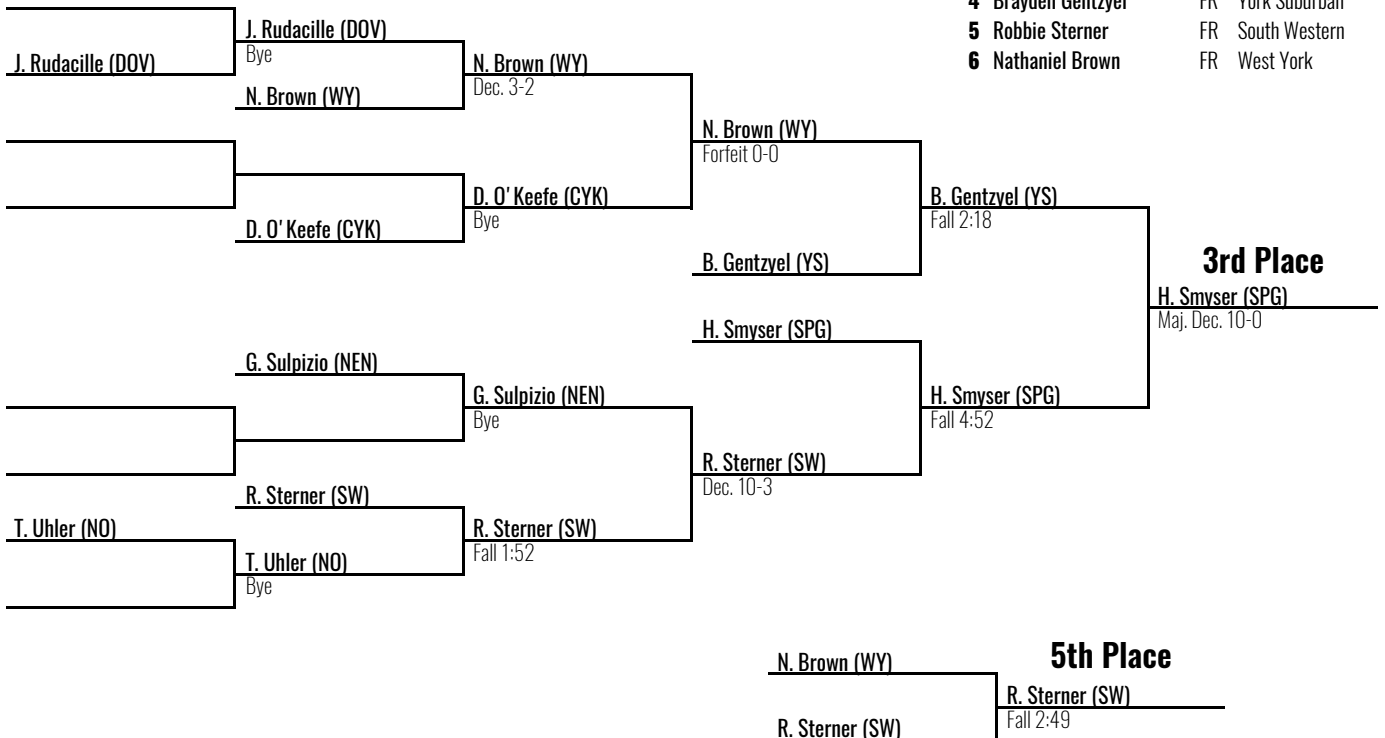 4 Brayden Gentzyel FR York Suburban
5 Robbie Sterner FR South Western
6 Nathaniel Brown FR West York
J. Rudacille (DOV)
J. Rudacille (DOV)
Bye
N. Brown (WY)
N. Brown (WY)
Dec. 3-2
N. Brown (WY)
Forfeit 0-0
D. O'Keefe (CYK)
D. O'Keefe (CYK)
Bye
B. Gentzyel (YS)
B. Gentzyel (YS)
Fall 2:18
3rd Place
H. Smyser (SPG)
Maj. Dec. 10-0
H. Smyser (SPG)
G. Sulpizio (NEN)
G. Sulpizio (NEN)
Bye
H. Smyser (SPG)
Fall 4:52
R. Sterner (SW)
Dec. 10-3
R. Sterner (SW)
T. Uhler (NO)
R. Sterner (SW)
Fall 1:52
T. Uhler (NO)
Bye
5th Place
N. Brown (WY)
R. Sterner (SW)
Fall 2:49
R. Sterner (SW)